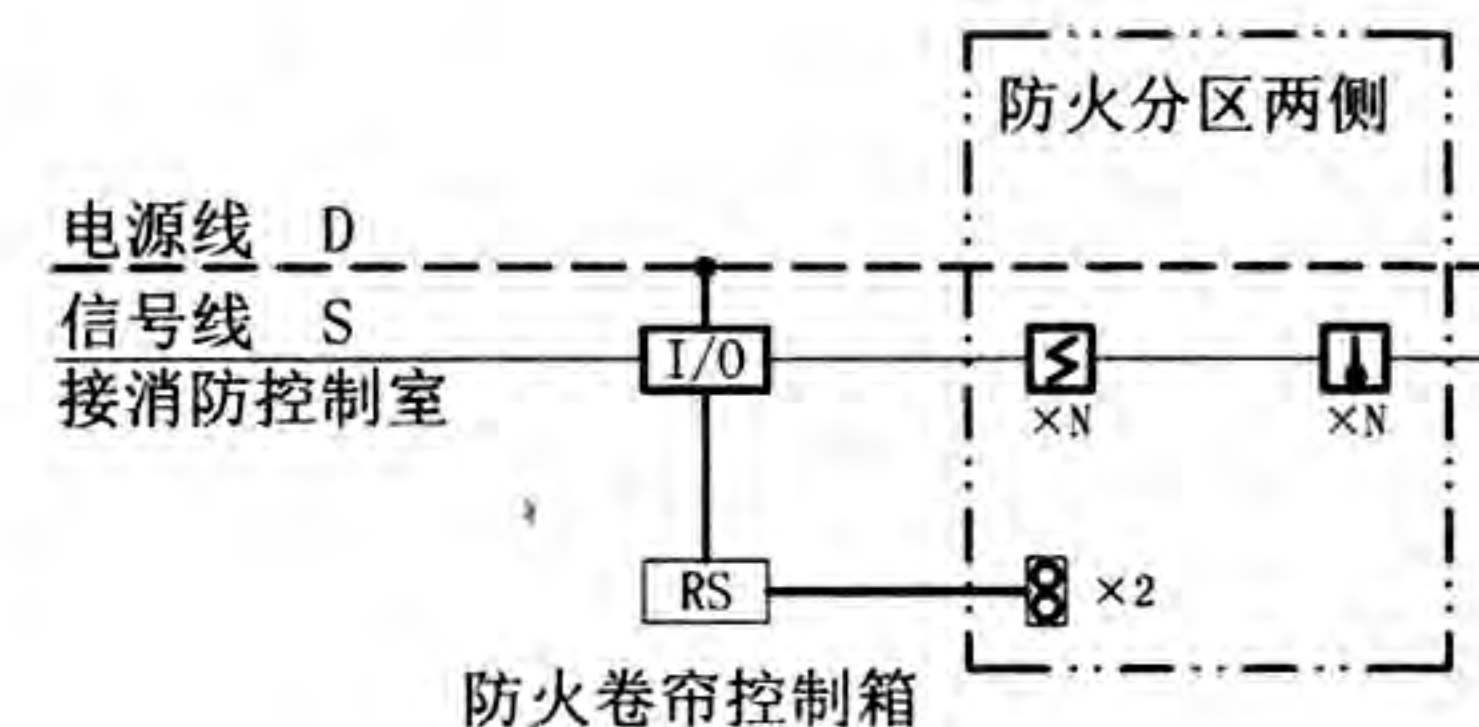 防火分区两侧
电源线 D
信号线 S
I/O
接消防控制室
×N ×N
RS ×2
防火卷帘控制箱